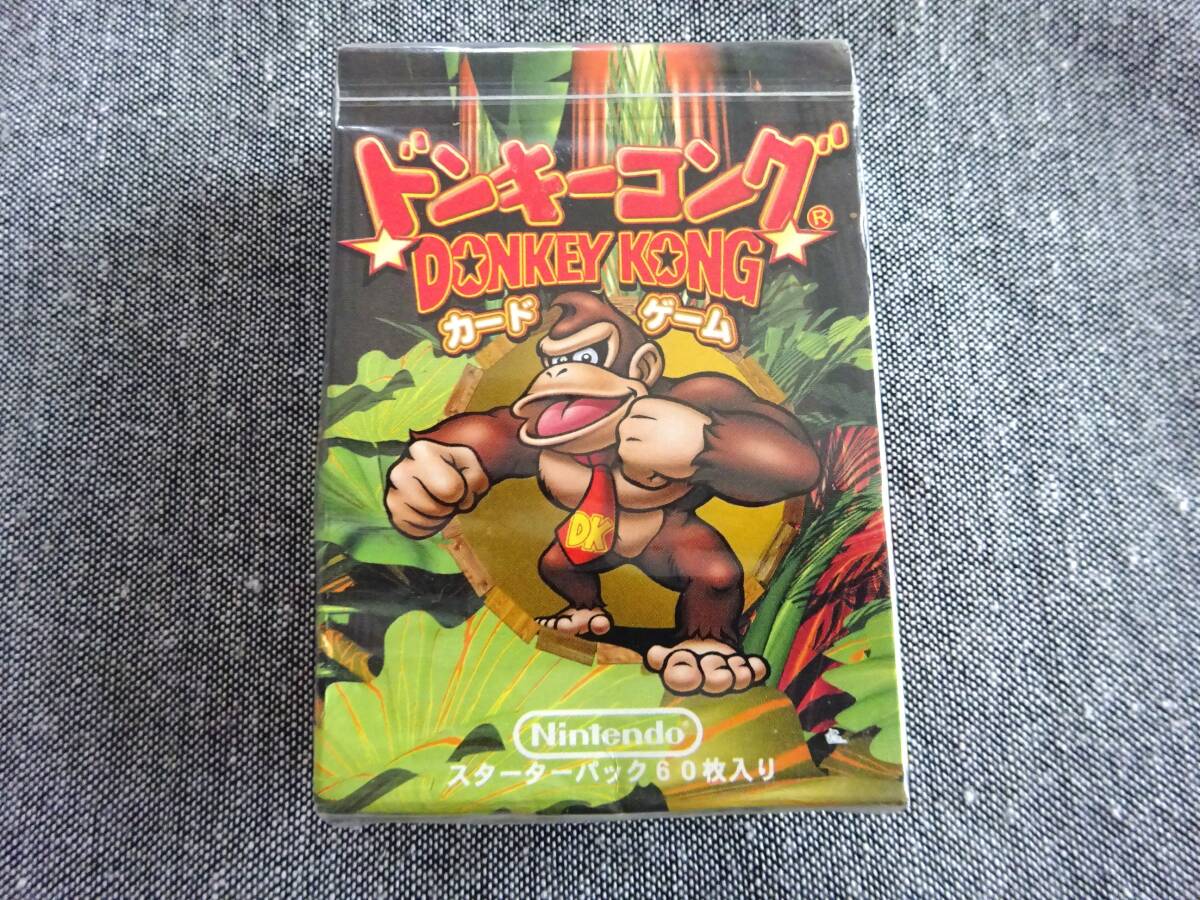 ドンキーコング®
DONKEY KONG
カード ゲーム
DK
Nintendo®
スターターパック60枚入り